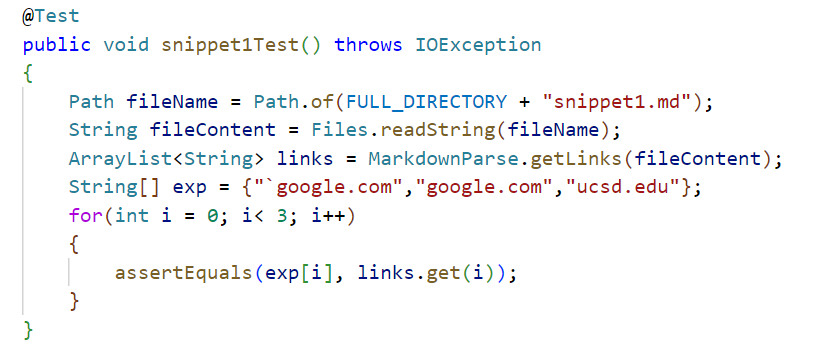 @Test
public void snippet1Test() throws IOException
{
    Path fileName = Path.of(FULL_DIRECTORY + "snippet1.md");
    String fileContent = Files.readString(fileName);
    ArrayList<String> links = MarkdownParse.getLinks(fileContent);
    String[] exp = {"`google.com","google.com","ucsd.edu"};
    for(int i = 0; i< 3; i++)
    {
        assertEquals(exp[i], links.get(i));
    }
}